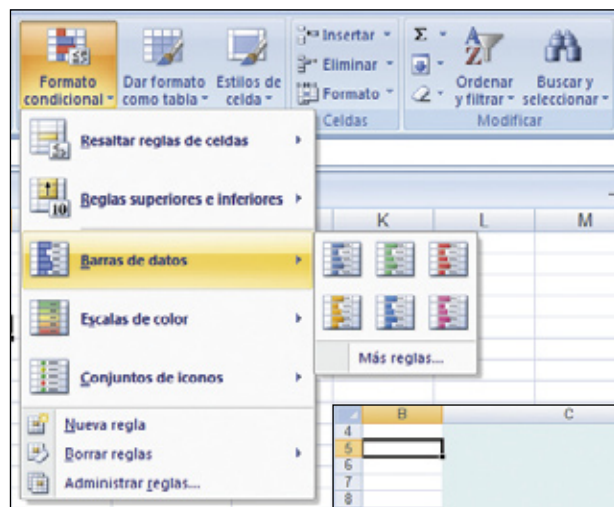 Insertar Σ
Eliminar
Formato
Formato condicional
Dar formato como tabla
Estilos de celda
Ordenar y filtrar
Buscar y seleccionar
Celdas
Modificar
Resaltar reglas de celdas
Reglas superiores e inferiores
10
K L M
Barras de datos
Escalas de color
Más reglas...
Conjuntos de iconos
Nueva regla
Borrar reglas
Administrar reglas...
B C
4
5
6
7
8